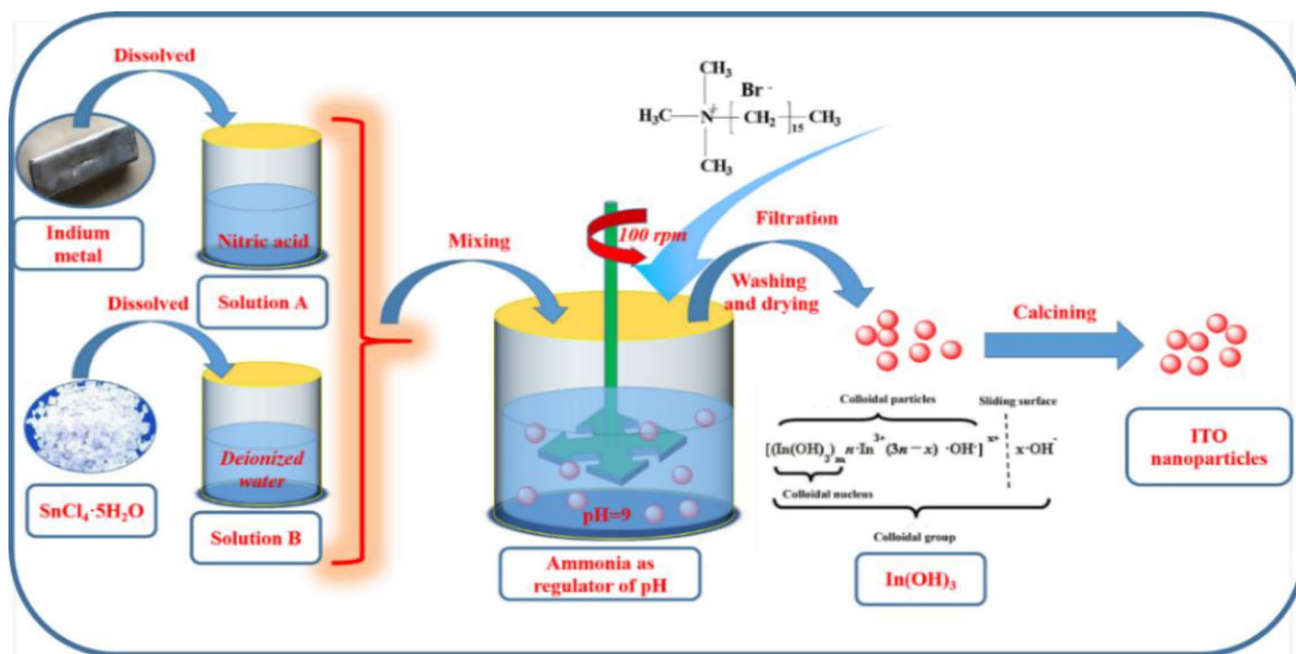 Dissolved
Indium
metal
Nitric acid
Solution A
Dissolved
SnCl₄·5H₂O
Deionized
water
Solution B
Mixing
CH₃
Br⁻
H₃C—N⁺—[CH₂]₁₅—CH₃
CH₃
100 rpm
pH=9
Ammonia as
regulator of pH
Filtration
Washing
and drying
Calcining
Colloidal particles
Sliding surface
[(In(OH)₃)ₘ n·In³⁺(3n−x)·OH⁻]ˣ⁺ x·OH⁻
Colloidal nucleus
Colloidal group
In(OH)₃
ITO
nanoparticles